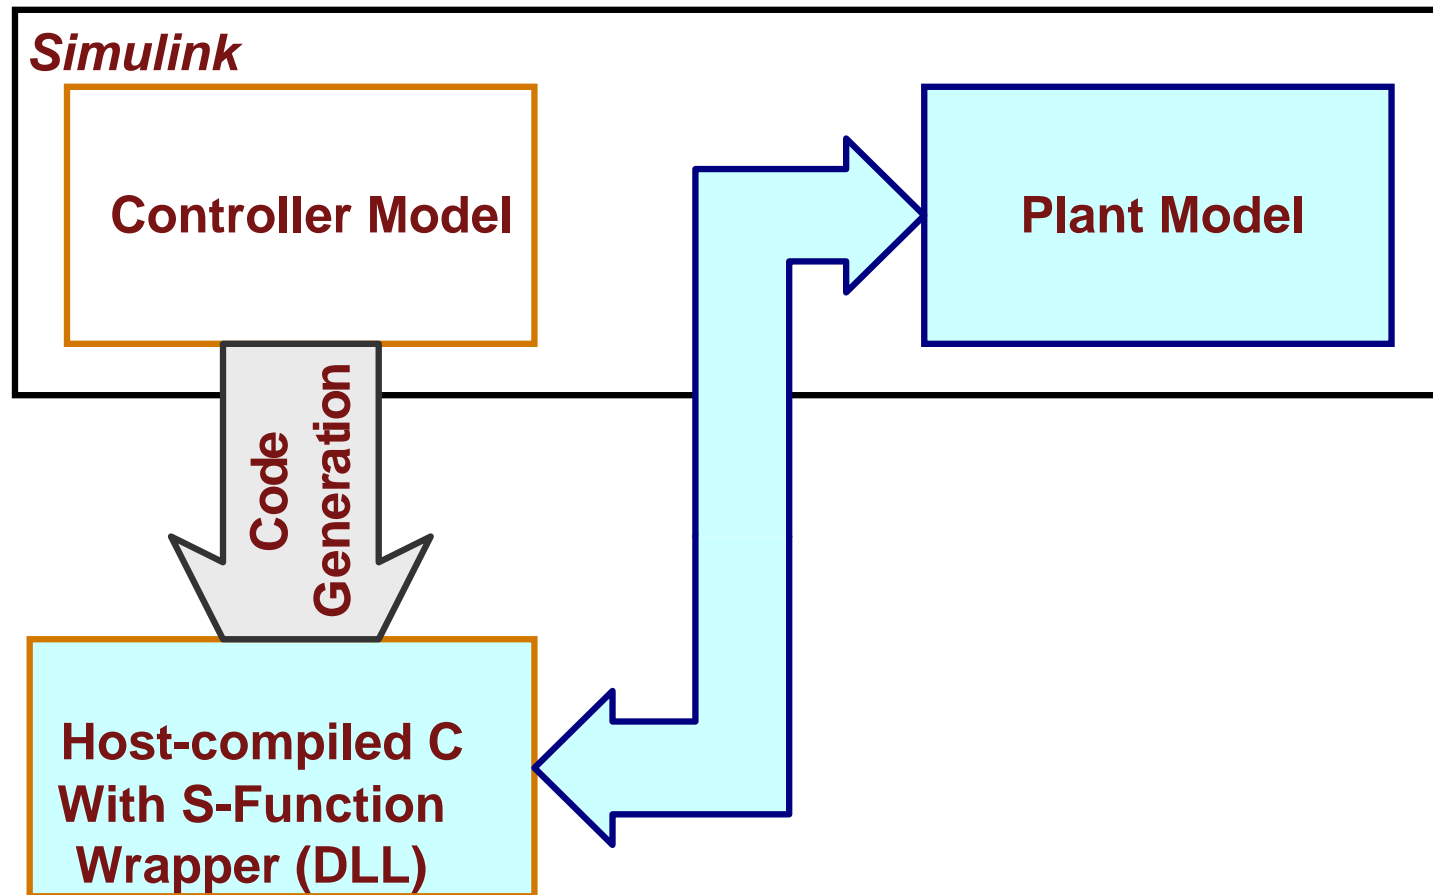 Simulink
Controller Model
Plant Model
Code
Generation
Host-compiled C
With S-Function
Wrapper (DLL)